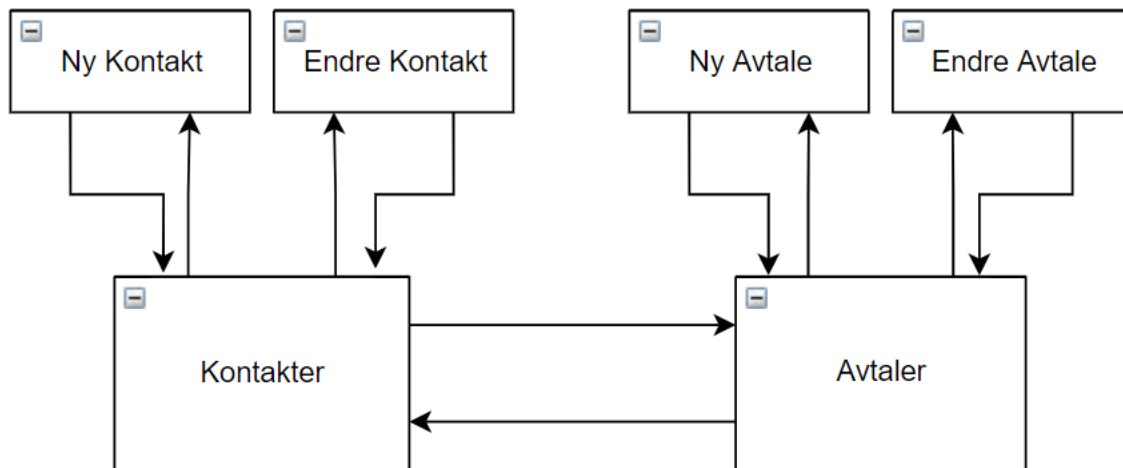 Ny Kontakt
Endre Kontakt
Ny Avtale
Endre Avtale
Kontakter
Avtaler